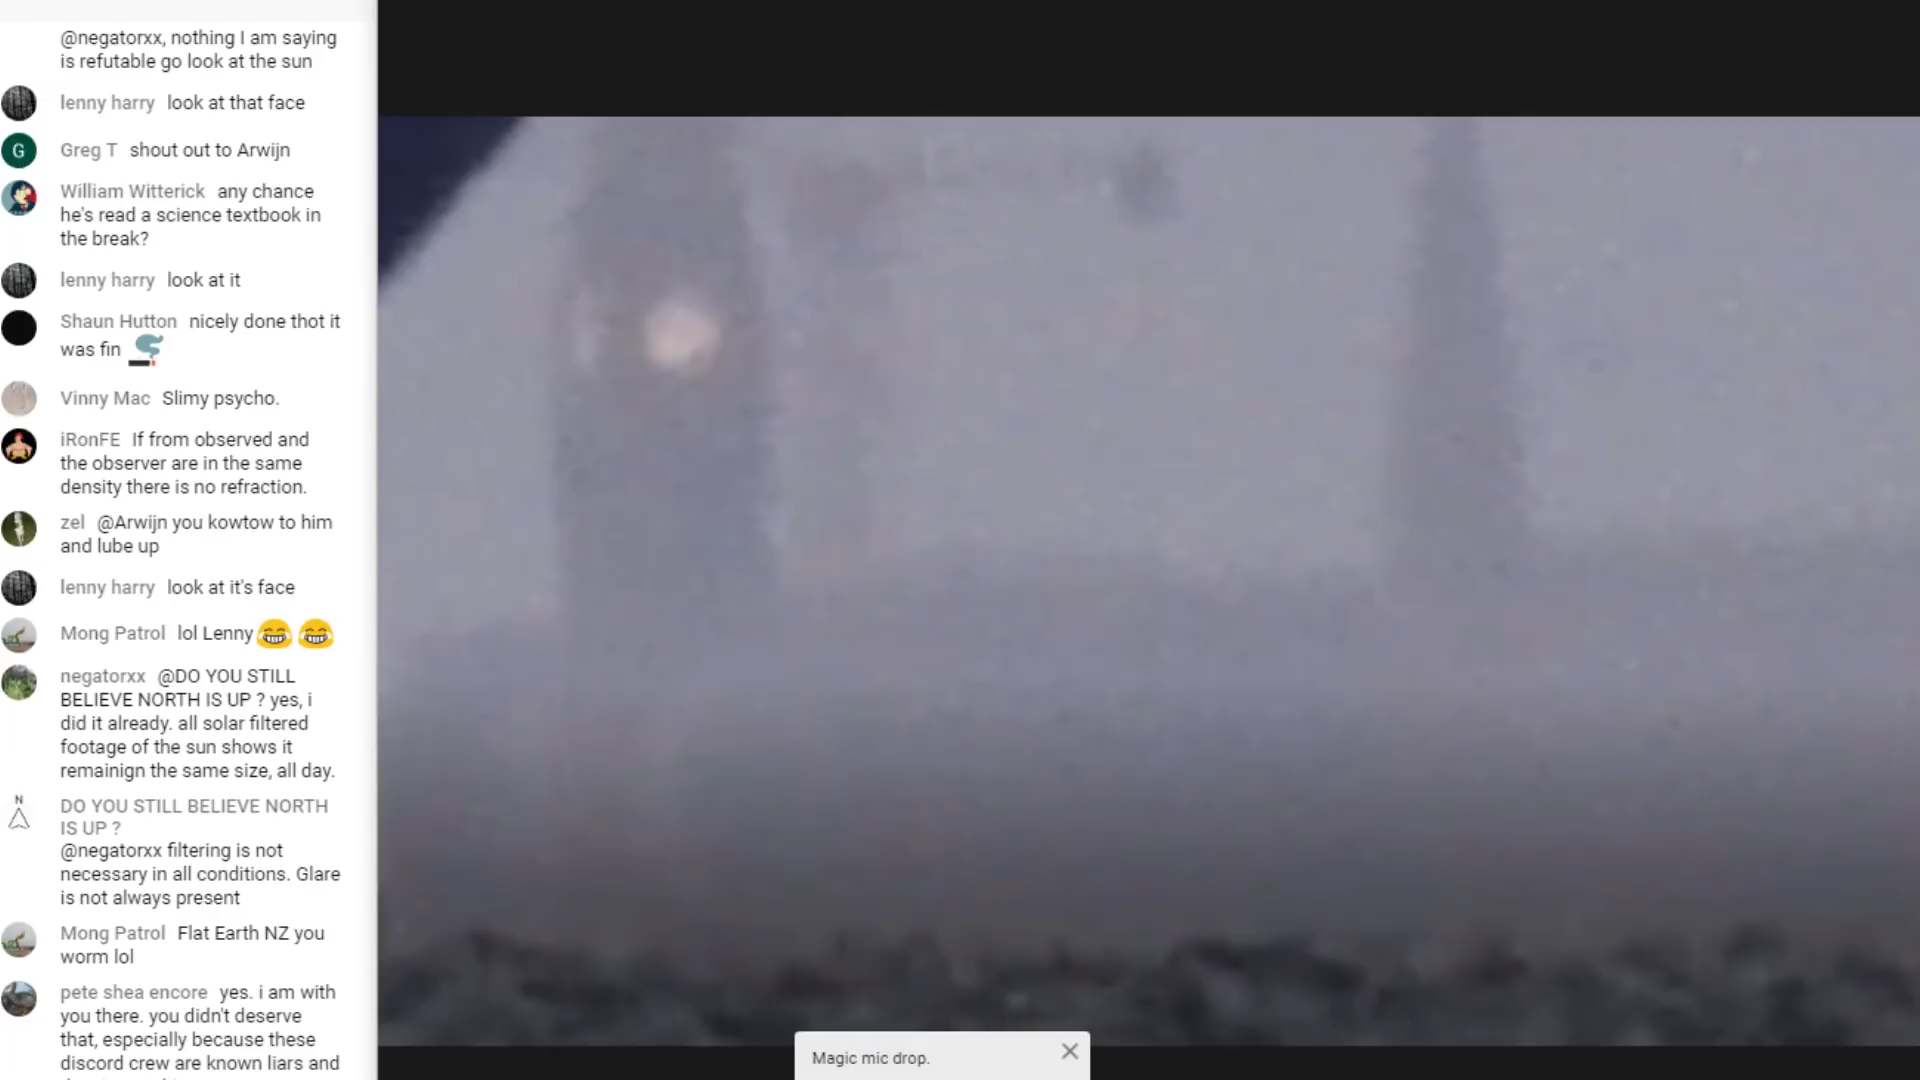 @negatorxx, nothing I am saying
is refutable go look at the sun
lenny harry look at that face
G
Greg T shout out to Arwijn
William Witterick any chance
he's read a science textbook in
the break?
lenny harry look at it
Shaun Hutton nicely done thot it
was fin
Vinny Mac Slimy psycho.
iRonFE If from observed and
the observer are in the same
density there is no refraction.
zel @Arwijn you kowtow to him
and lube up
lenny harry look at it's face
Mong Patrol lol Lenny
negatorxx @DO YOU STILL
BELIEVE NORTH IS UP ? yes, i
did it already. all solar filtered
footage of the sun shows it
remainign the same size, all day.
N
DO YOU STILL BELIEVE NORTH
IS UP ?
@negatorxx filtering is not
necessary in all conditions. Glare
is not always present
Mong Patrol Flat Earth NZ you
worm lol
pete shea encore yes. i am with
you there. you didn't deserve
that, especially because these
discord crew are known liars and
Magic mic drop.